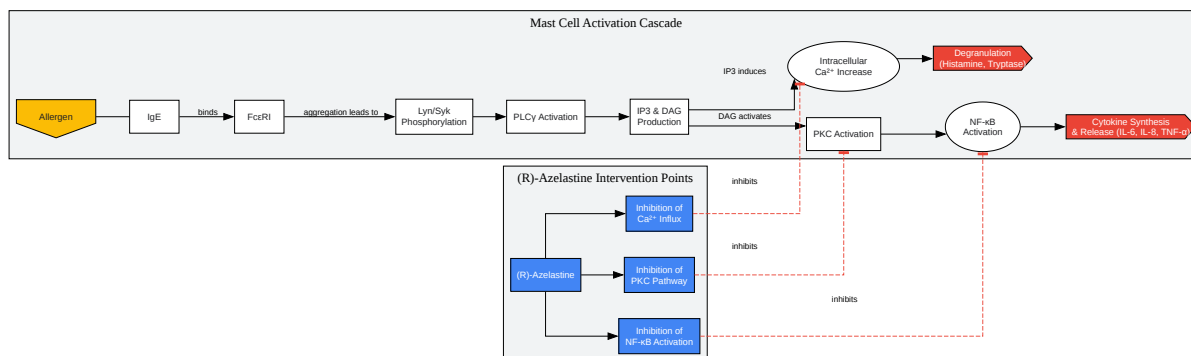 Mast Cell Activation Cascade
Allergen
IgE
binds
FcεRI
aggregation leads to
Lyn/Syk
Phosphorylation
PLCγ Activation
IP3 & DAG
Production
IP3 induces
DAG activates
Intracellular
Ca²⁺ Increase
Degranulation
(Histamine, Tryptase)
PKC Activation
NF-κB
Activation
Cytokine Synthesis
& Release (IL-6, IL-8, TNF-α)
(R)-Azelastine Intervention Points
(R)-Azelastine
Inhibition of
Ca²⁺ Influx
inhibits
Inhibition of
PKC Pathway
inhibits
Inhibition of
NF-κB Activation
inhibits